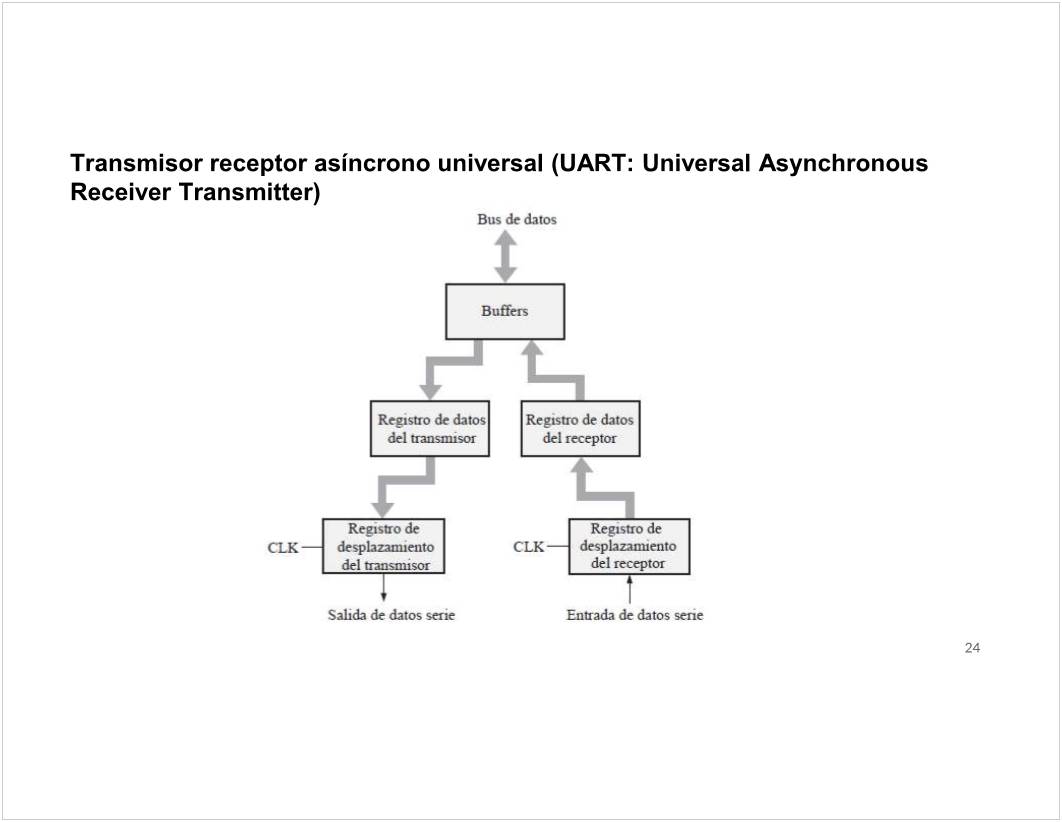 Transmisor receptor asíncrono universal (UART: Universal Asynchronous
Receiver Transmitter)
Bus de datos
Buffers
Registro de datos
del transmisor
Registro de datos
del receptor
CLK
Registro de
desplazamiento
del transmisor
CLK
Registro de
desplazamiento
del receptor
Salida de datos serie
Entrada de datos serie
24